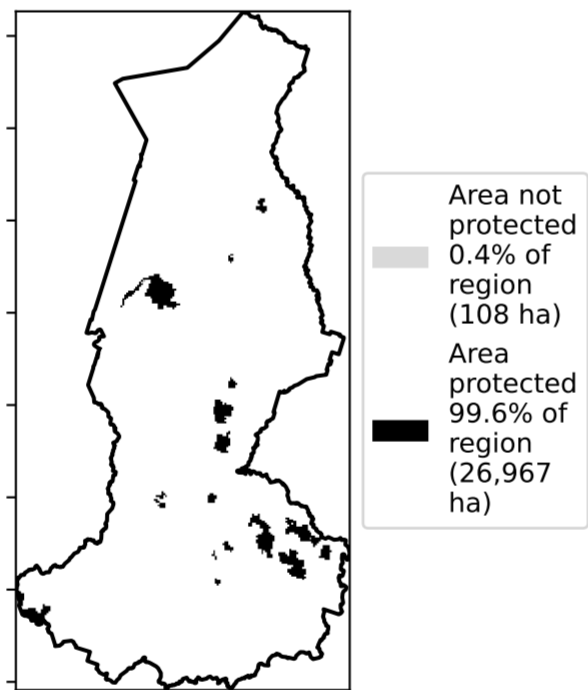 Area not
protected
0.4% of
region
(108 ha)
Area
protected
99.6% of
region
(26,967
ha)